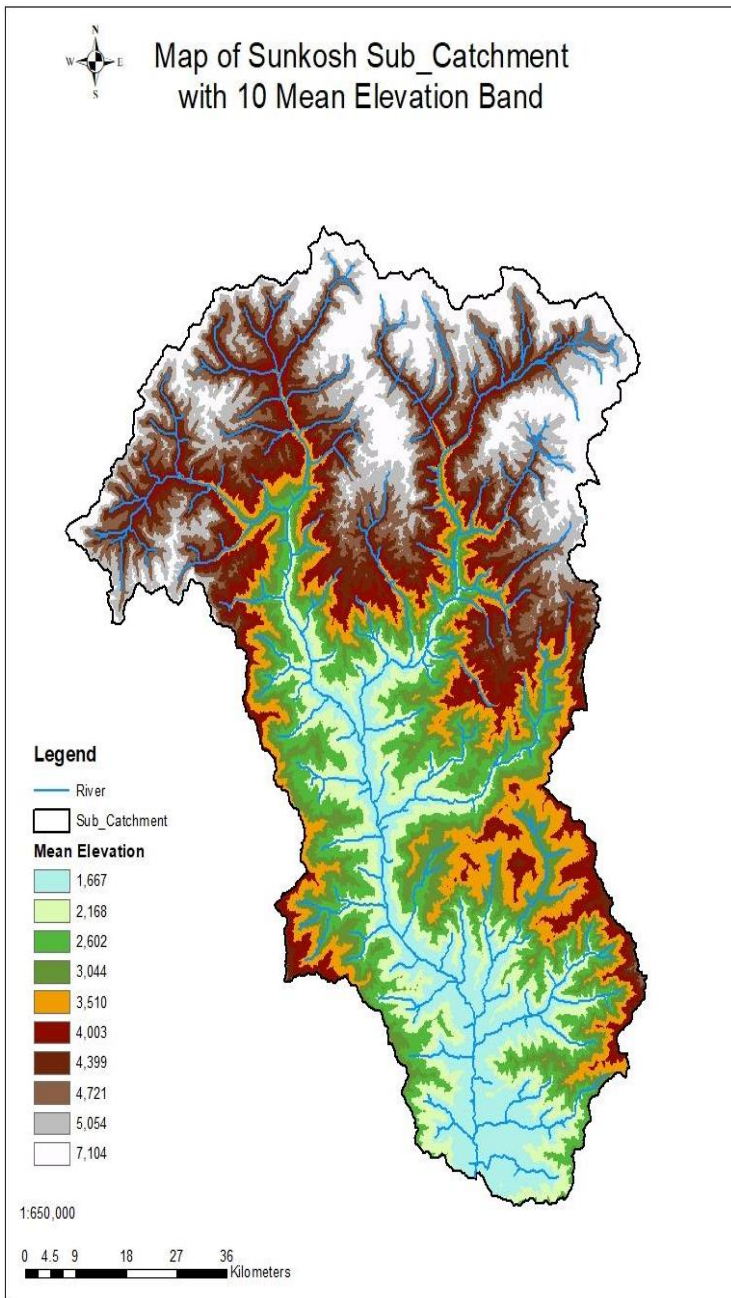 N
W E
S
Map of Sunkosh Sub_Catchment
with 10 Mean Elevation Band
Legend
River
Sub_Catchment
Mean Elevation
1,667
2,168
2,602
3,044
3,510
4,003
4,399
4,721
5,054
7,104
1:650,000
0 4.5 9 18 27 36
Kilometers